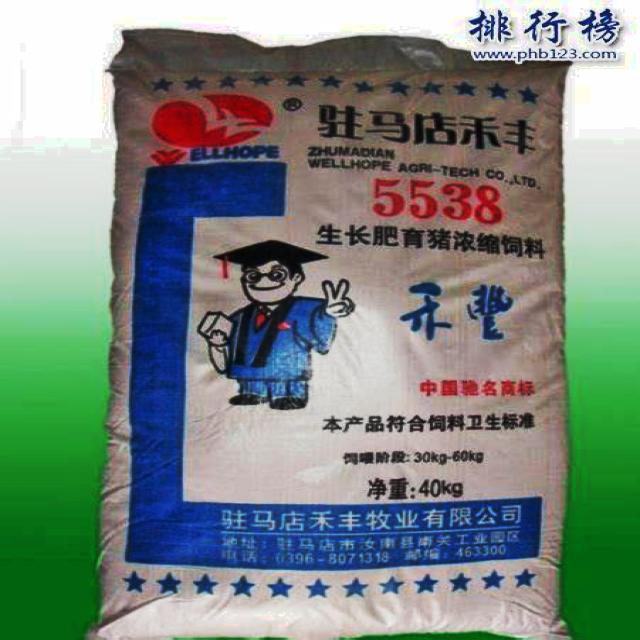 排行榜
www.phb123.com
WELLHOPE
®
驻马店禾丰
ZHUMADIAN
WELLHOPE AGRI-TECH CO.,LTD.
5538
生长肥育猪浓缩饲料
禾豐
中国驰名商标
本产品符合饲料卫生标准
饲喂阶段:30kg-60kg
净重:40kg
驻马店禾丰牧业有限公司
地址:驻马店市汝南县南关工业园区
电话:0396-8071318 邮编:463300